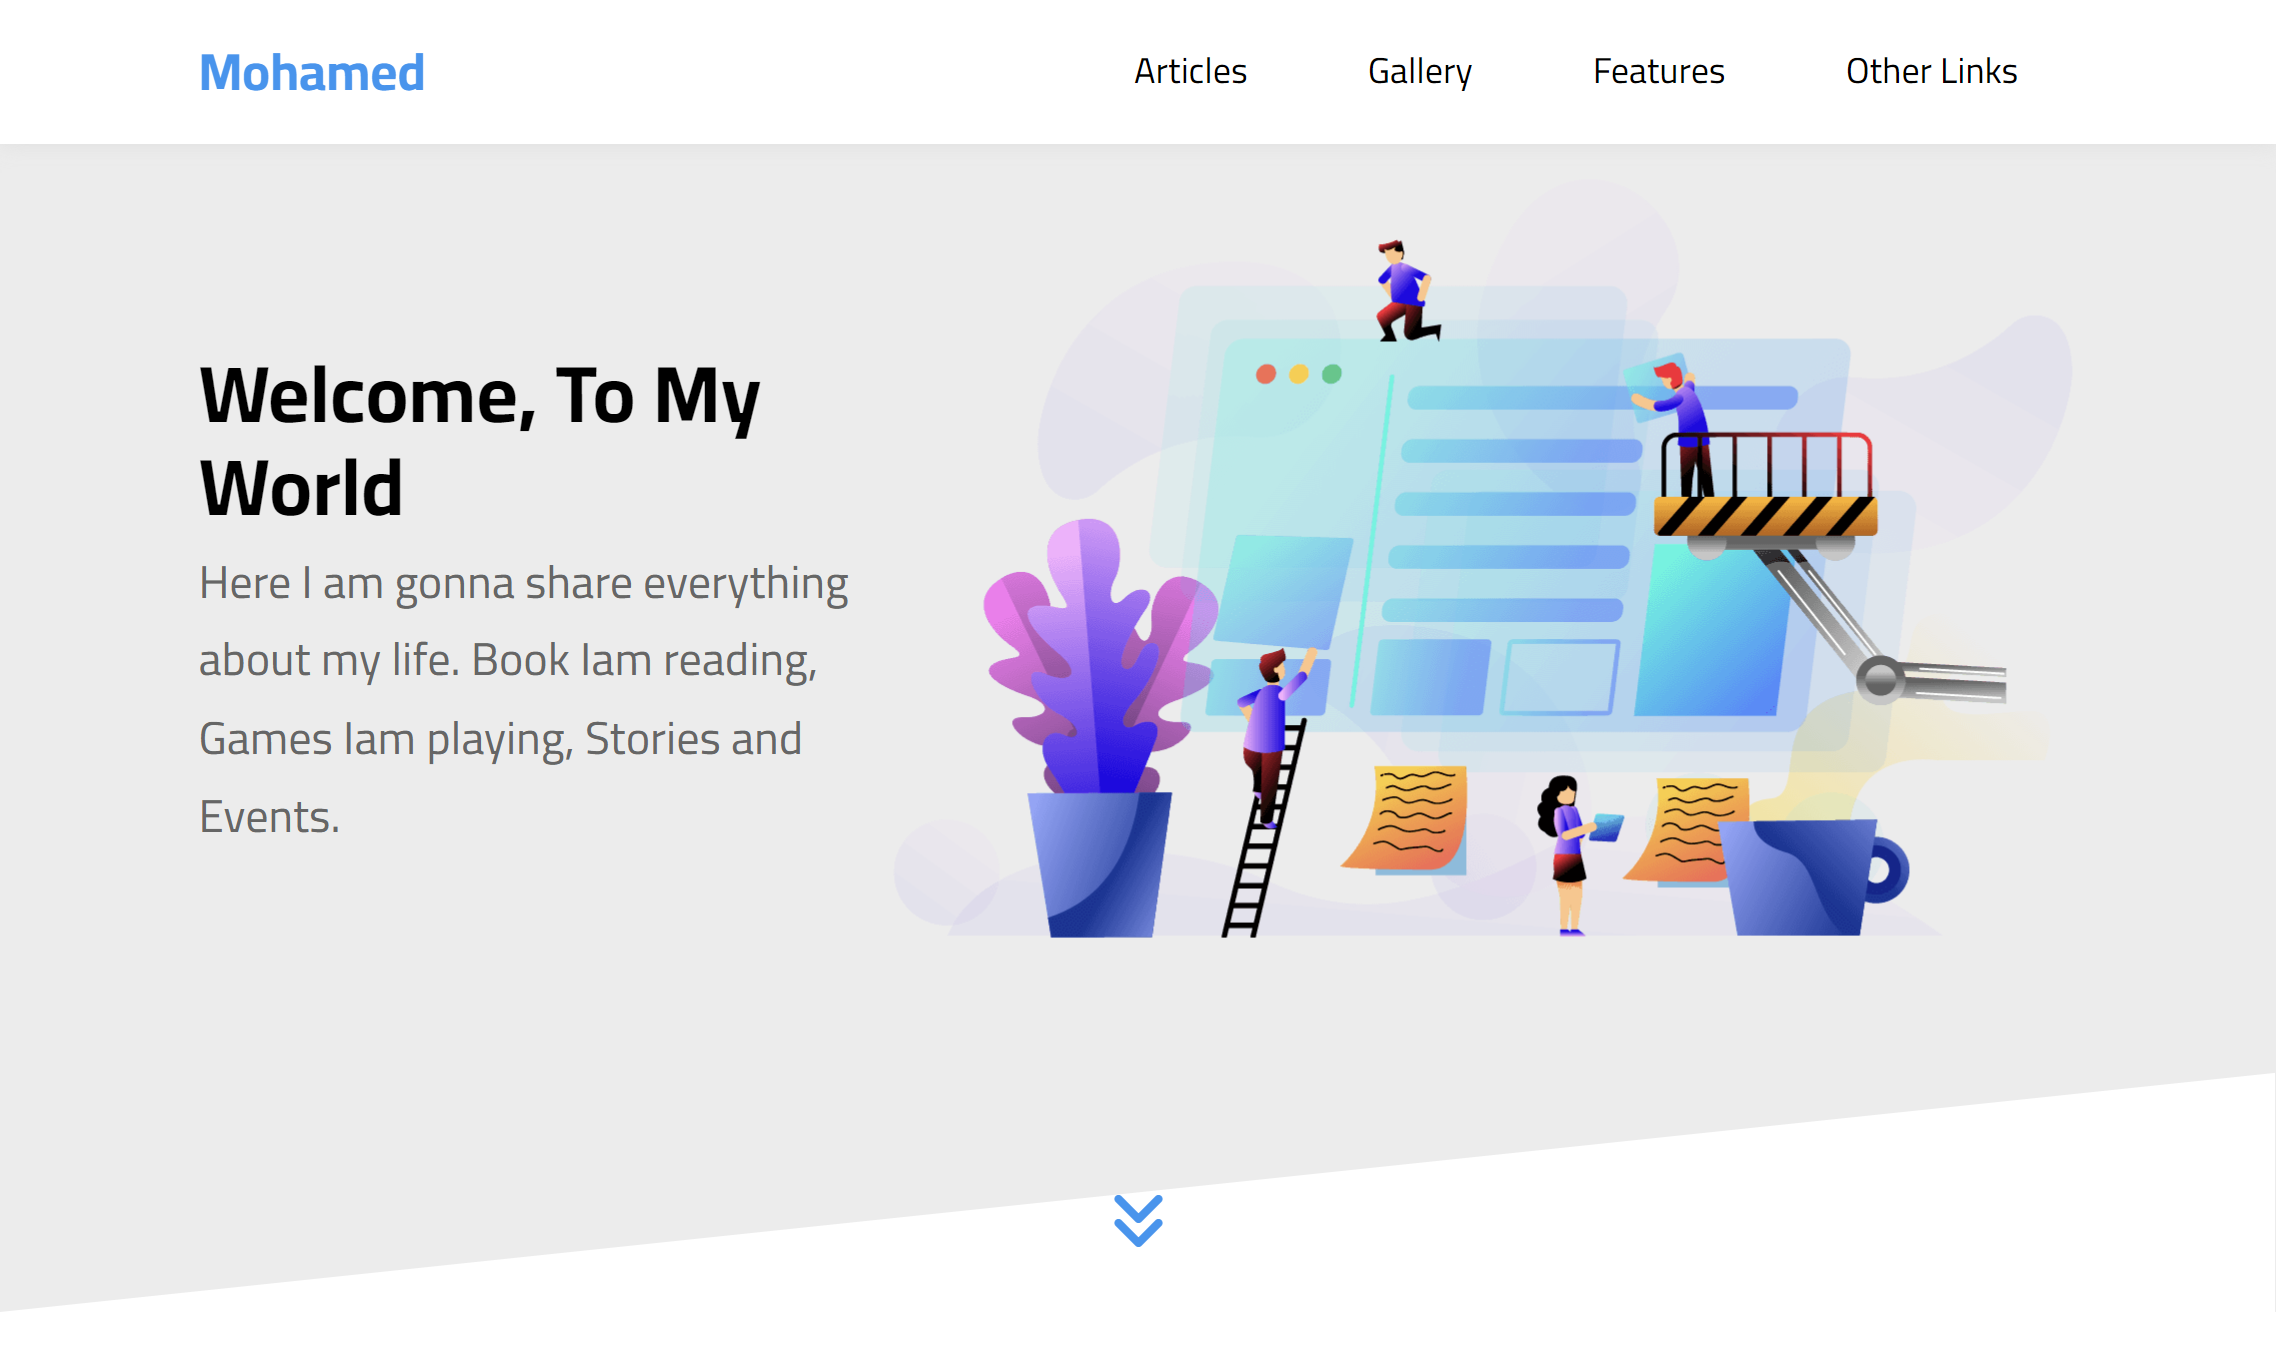 Mohamed
Articles Gallery Features Other Links
Welcome, To My
World
Here I am gonna share everything
about my life. Book Iam reading,
Games Iam playing, Stories and
Events.